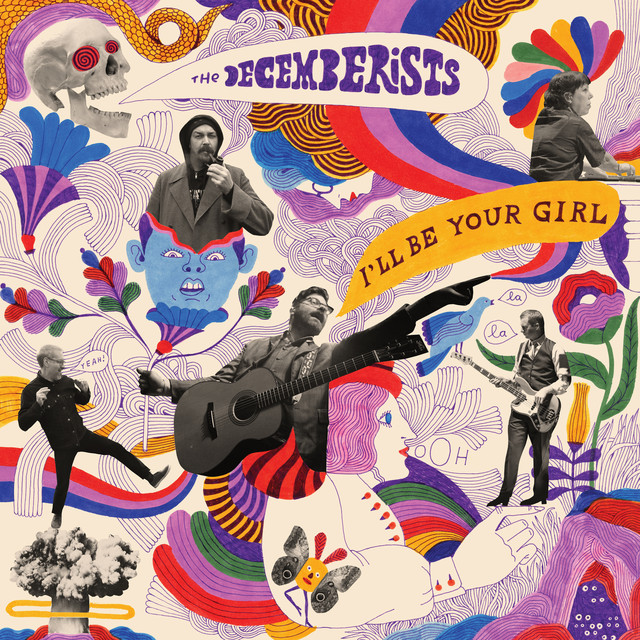 THE DECEMBERISTS
I'LL BE YOUR GIRL
la
la
YEAH!
OOH